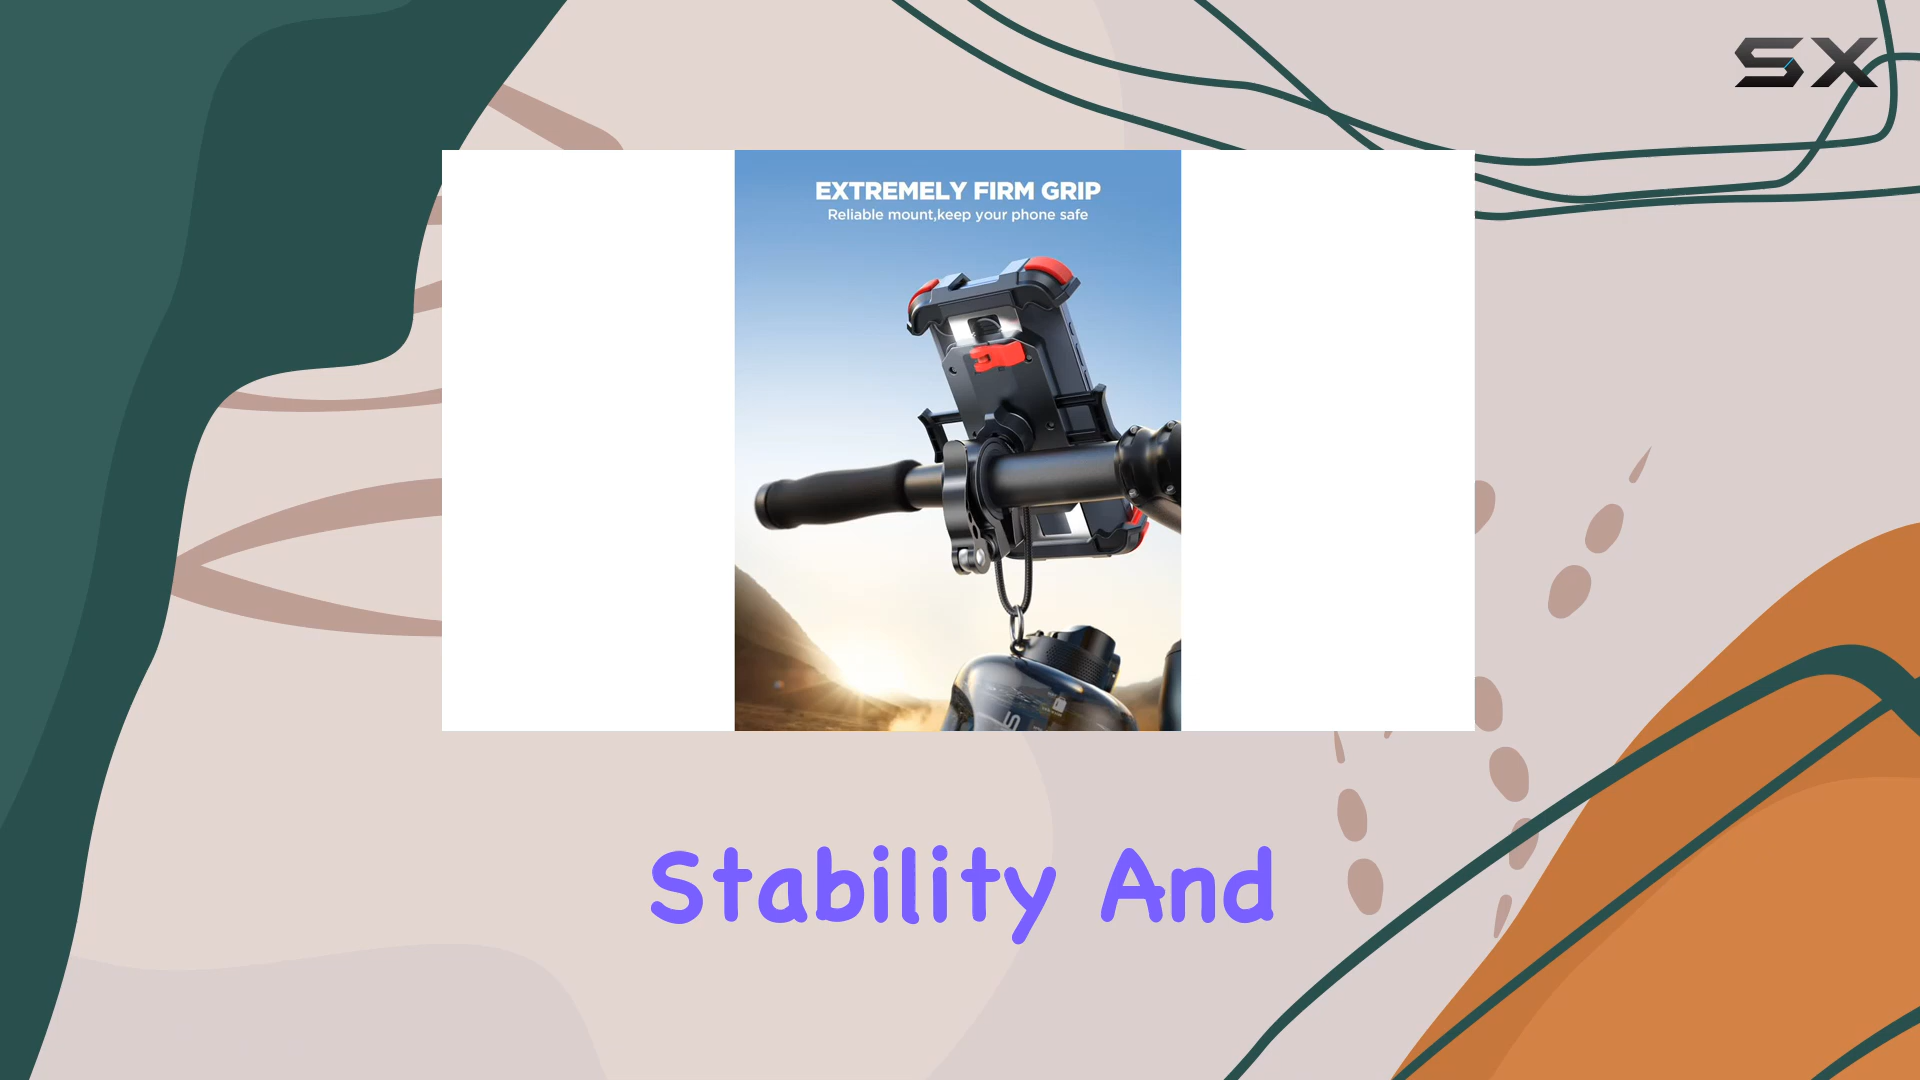 SX
EXTREMELY FIRM GRIP
Reliable mount,keep your phone safe
Stability And